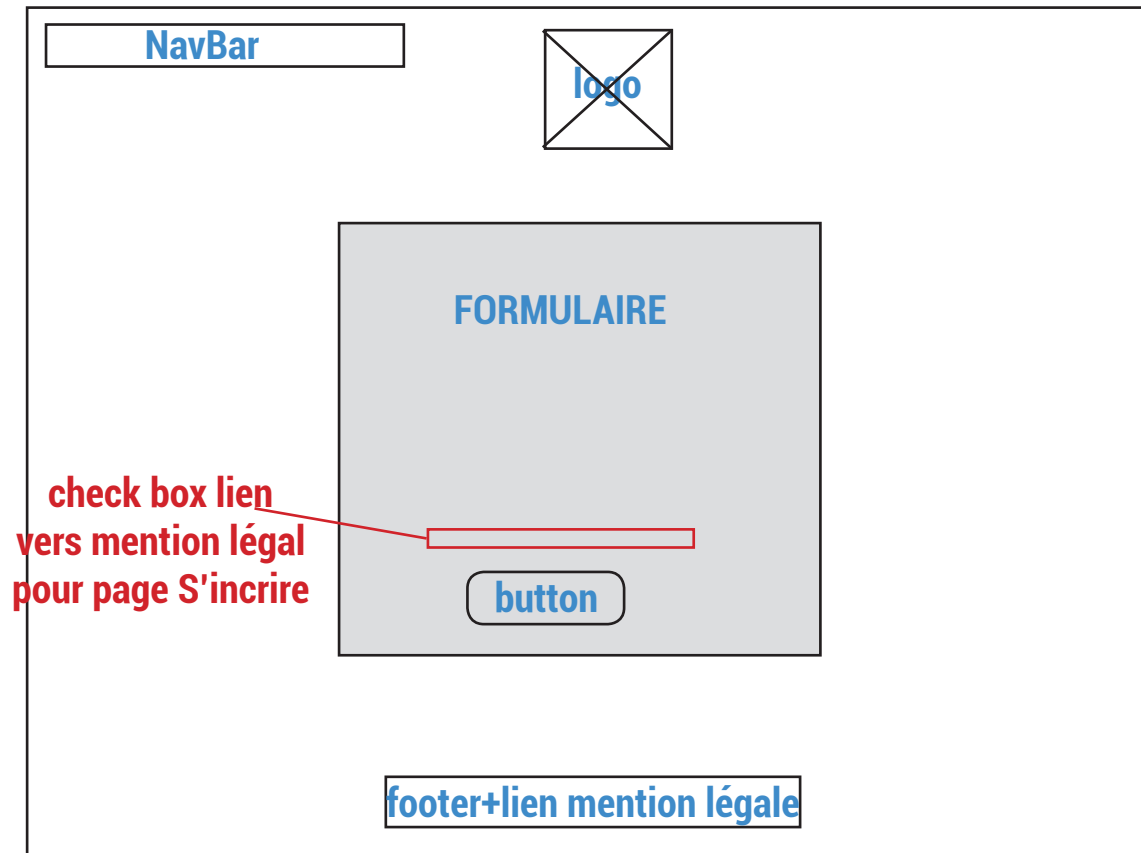 NavBar
logo
FORMULAIRE
check box lien
vers mention légal
pour page S'incrire
button
footer+lien mention légale